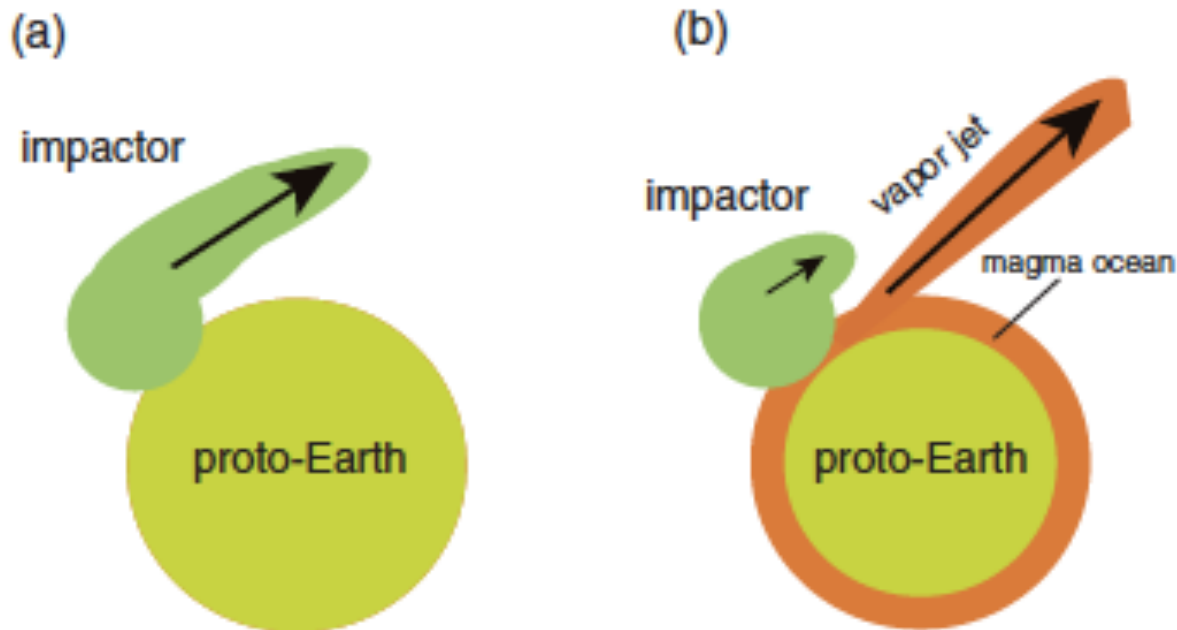 (a)
impactor
proto-Earth
(b)
impactor
vapor jet
magma ocean
proto-Earth